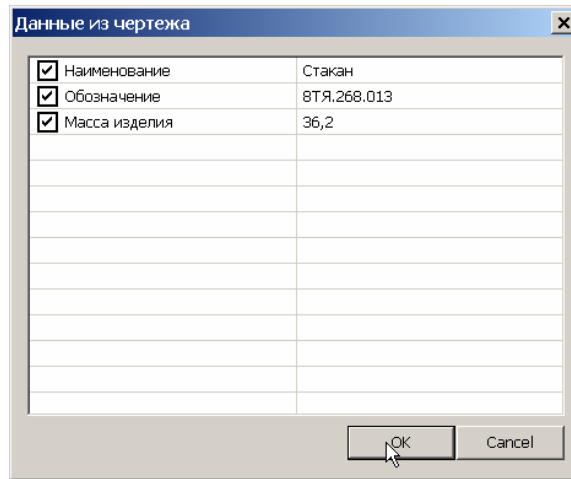 Данные из чертежа
Наименование Стакан
Обозначение 8ТЯ.268.013
Масса изделия 36,2
OK Cancel